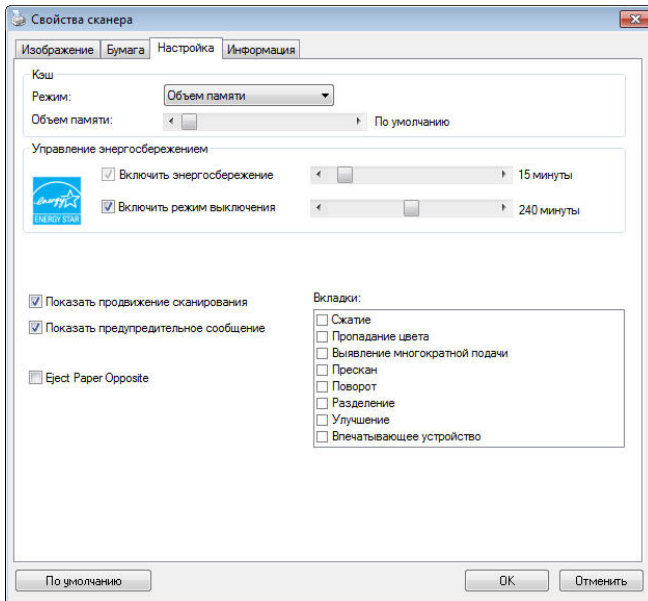 Свойства сканера
Изображение Бумага Настройка Информация
Кэш
Режим: Объем памяти
Объем памяти: По умолчанию
Управление энергосбережением
Включить энергосбережение 15 минуты
energy
ENERGY STAR
Включить режим выключения 240 минуты
Показать продвижение сканирования
Показать предупредительное сообщение
Eject Paper Opposite
Вкладки:
Сжатие
Пропадание цвета
Выявление многократной подачи
Прескан
Поворот
Разделение
Улучшение
Впечатывающее устройство
По умолчанию OK Отменить